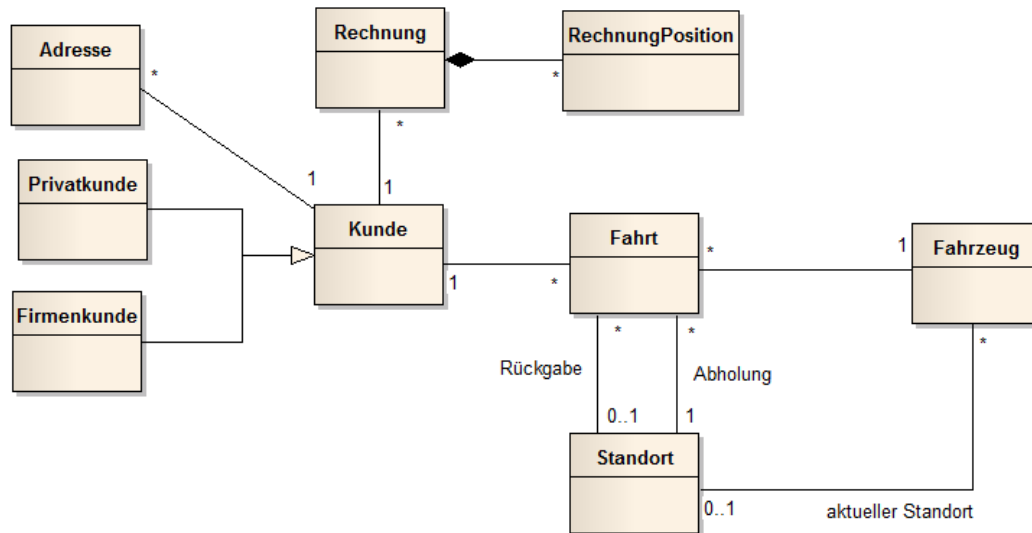 Adresse
*
1
Rechnung
*
1
RechnungPosition
*
Privatkunde
Firmenkunde
Kunde
1
*
Fahrt
*
1
Fahrzeug
*
*
*
Rückgabe
Abholung
0..1
1
Standort
0..1
aktueller Standort